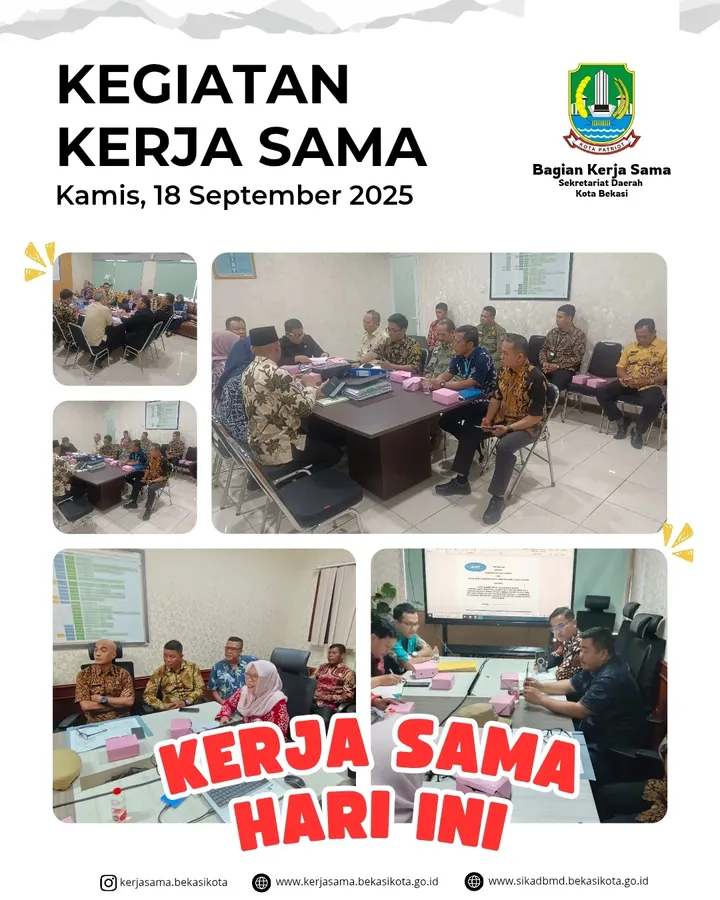 KEGIATAN
KERJA SAMA
Kamis, 18 September 2025
KOTA PATRIOT
Bagian Kerja Sama
Sekretariat Daerah
Kota Bekasi
KERJA SAMA
HARI INI
kerjasama.bekasikota
www.kerjasama.bekasikota.go.id
www.sikadbmd.bekasikota.go.id